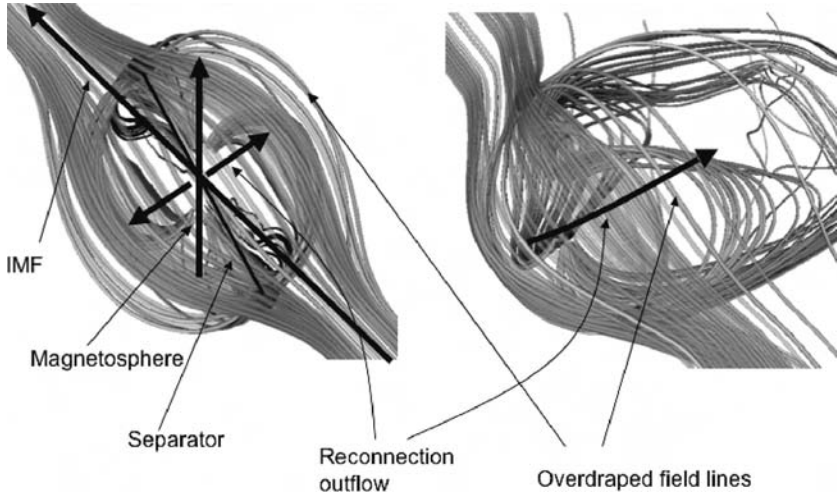 IMF
Magnetosphere
Separator
Reconnection
outflow
Overdraped field lines